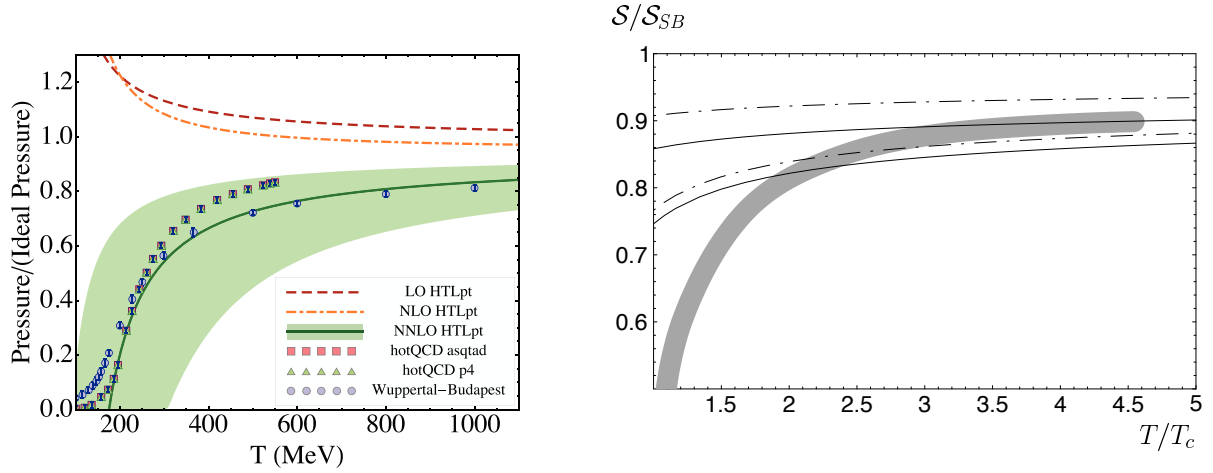 Pressure/(Ideal Pressure)
1.2
1.0
0.8
0.6
0.4
0.2
0.0
200
400
600
800
1000
T (MeV)
LO HTLpt
NLO HTLpt
NNLO HTLpt
hotQCD asqtad
hotQCD p4
Wuppertal−Budapest
S/S_SB
1
0.9
0.8
0.7
0.6
1.5
2
2.5
3
3.5
4
4.5
5
T/T_c